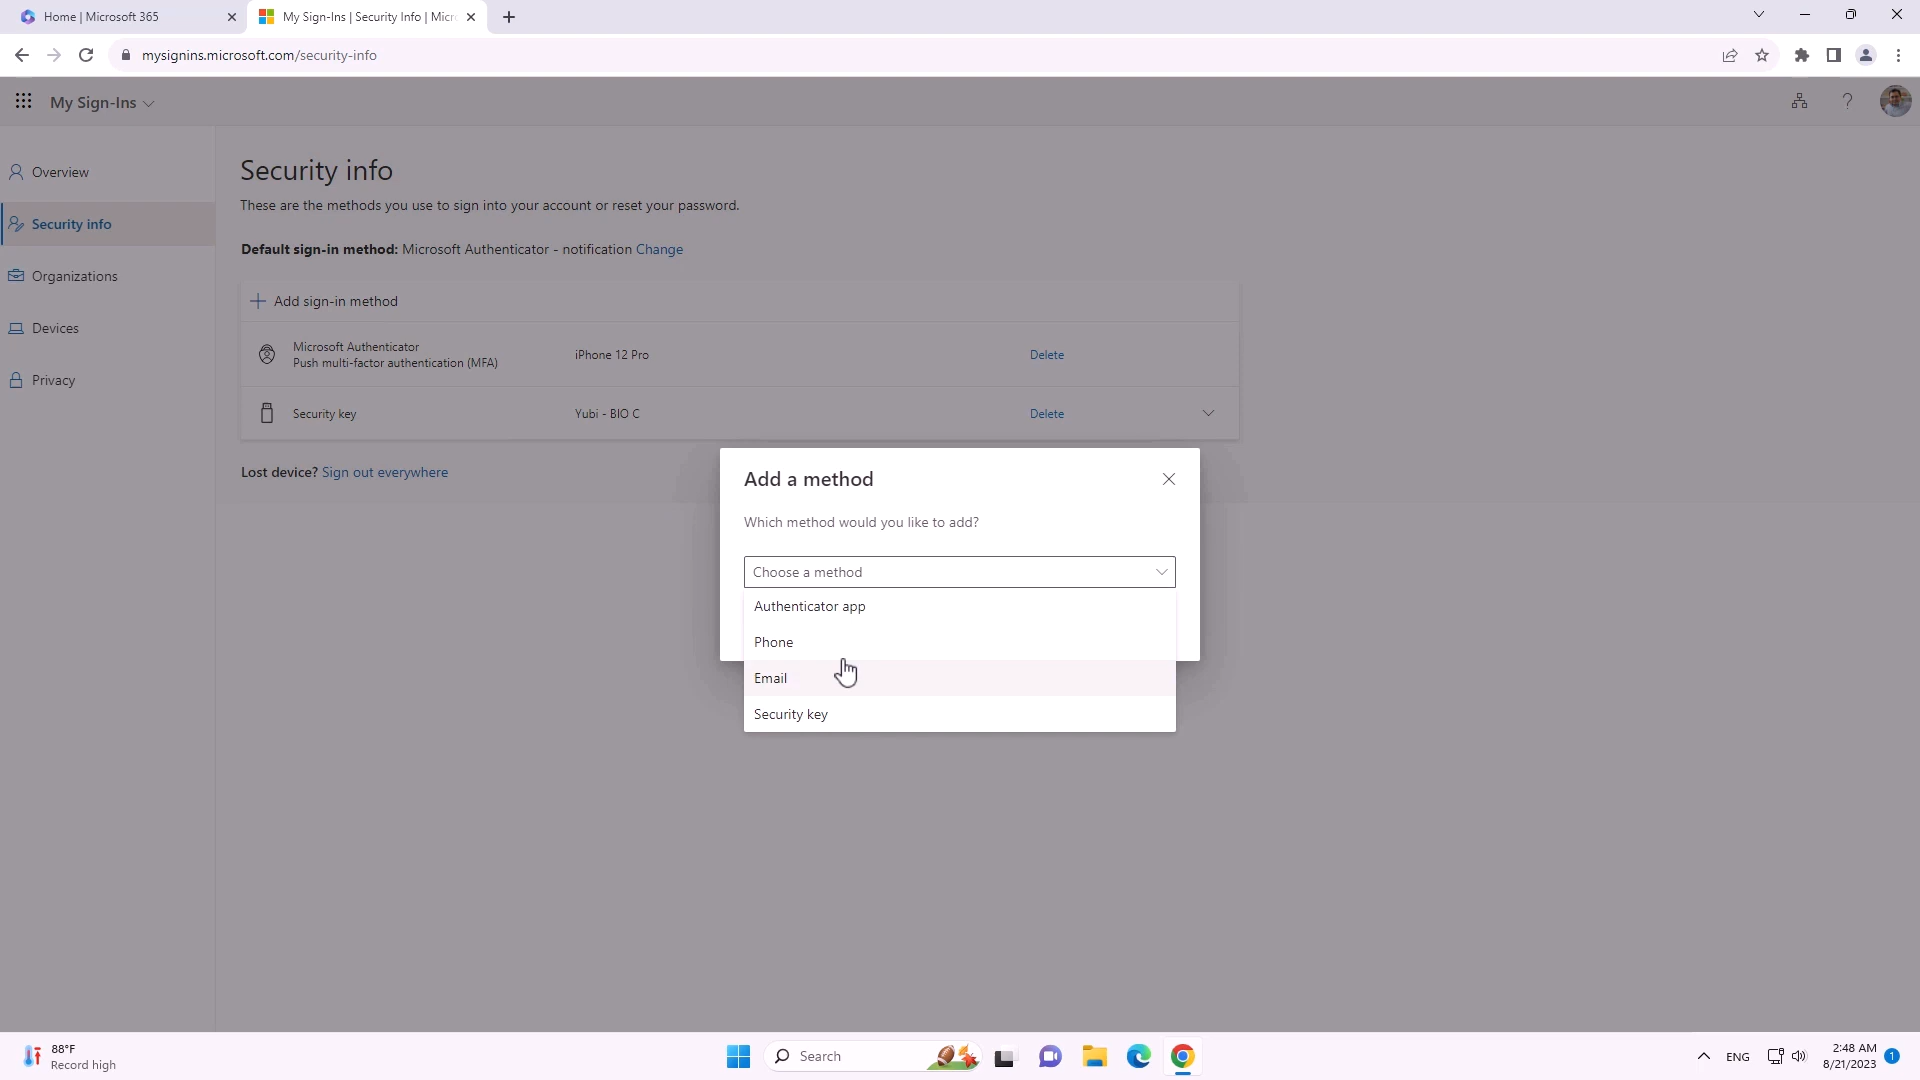 Home | Microsoft 365
My Sign-Ins | Security Info | Micr
mysignins.microsoft.com/security-info
My Sign-Ins
Overview
Security info
Organizations
Devices
Privacy
Security info
These are the methods you use to sign into your account or reset your password.
Default sign-in method: Microsoft Authenticator - notification Change
Add sign-in method
Microsoft Authenticator
Push multi-factor authentication (MFA)
iPhone 12 Pro
Delete
Security key
Yubi - BIO C
Delete
Lost device? Sign out everywhere
Add a method
Which method would you like to add?
Choose a method
Authenticator app
Phone
Email
Security key
88°F
Record high
Search
ENG
2:48 AM
8/21/2023
1